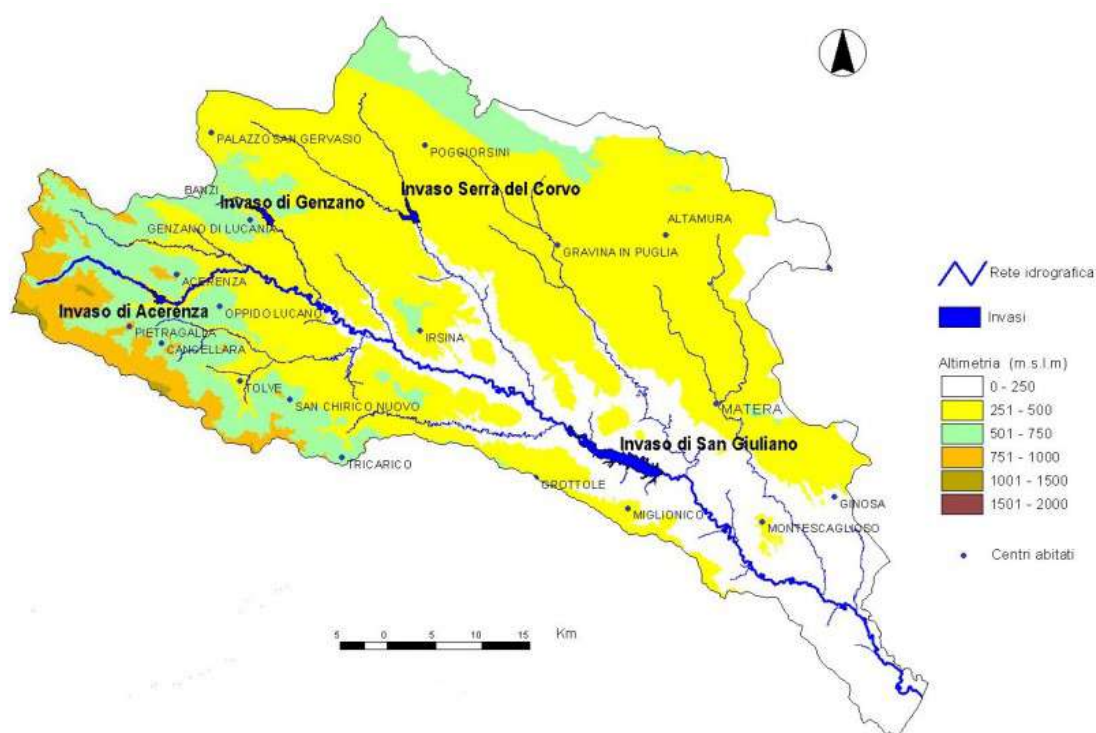 PALAZZO SAN GERVASIO
POGGIORSINI
BANZI
Invaso di Genzano
Invaso Serra del Corvo
GENZANO DI LUCANIA
ALTAMURA
GRAVINA IN PUGLIA
ACERENZA
Invaso di Acerenza
OPPIDO LUCANO
PIETRAGALLA
CANCELLARA
IRSINA
TOLVE
SAN CHIRICO NUOVO
MATERA
Invaso di San Giuliano
TRICARICO
GROTTOLE
GINOSA
MIGLIONICO
MONTESCAGLIOSO
Rete idrografica
Invasi
Altimetria (m.s.l.m)
0 - 250
251 - 500
501 - 750
751 - 1000
1001 - 1500
1501 - 2000
Centri abitati
5 0 5 10 15 Km